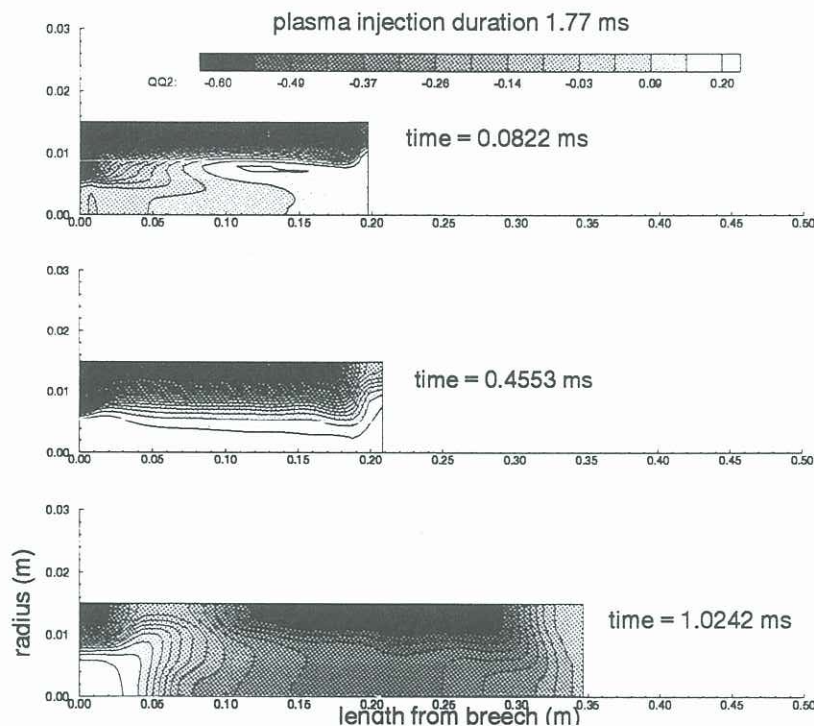 plasma injection duration 1.77 ms
QQ2: -0.60 -0.49 -0.37 -0.26 -0.14 -0.03 0.09 0.20
0.03
0.02
time = 0.0822 ms
0.01
0.00
0.00 0.05 0.10 0.15 0.20 0.25 0.30 0.35 0.40 0.45 0.50
0.03
0.02
time = 0.4553 ms
0.01
0.00
0.00 0.05 0.10 0.15 0.20 0.25 0.30 0.35 0.40 0.45 0.50
0.03
0.02
radius (m)
time = 1.0242 ms
0.01
0.00
0.00 0.05 0.10 0.15 0.20 0.25 0.30 0.35 0.40 0.45 0.50
length from breech (m)